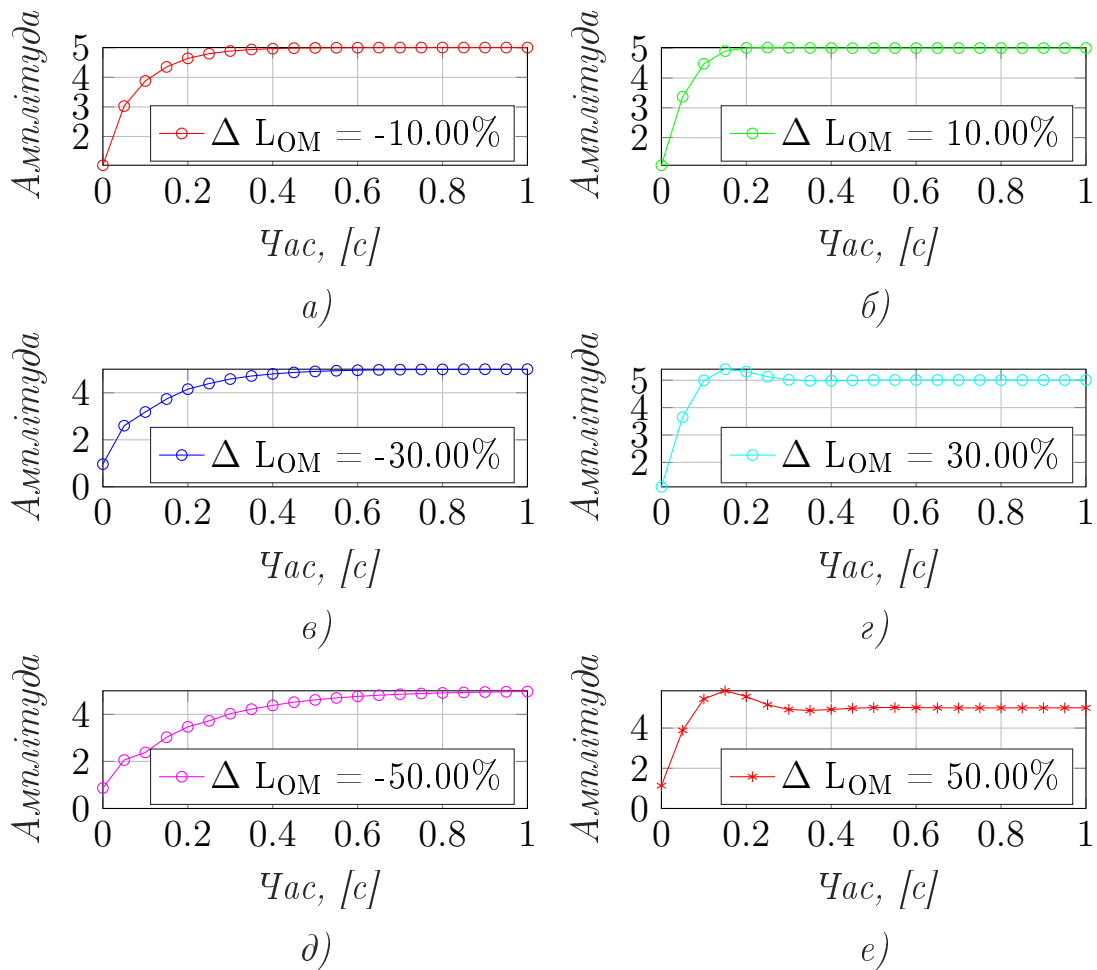 Амплітуда
5
4
3
2
Δ L_OM = -10.00%
0 0.2 0.4 0.6 0.8 1
Час, [с]
а)
Амплітуда
5
4
3
2
Δ L_OM = 10.00%
0 0.2 0.4 0.6 0.8 1
Час, [с]
б)
Амплітуда
4
2
0
Δ L_OM = -30.00%
0 0.2 0.4 0.6 0.8 1
Час, [с]
в)
Амплітуда
5
4
3
2
Δ L_OM = 30.00%
0 0.2 0.4 0.6 0.8 1
Час, [с]
г)
Амплітуда
4
2
0
Δ L_OM = -50.00%
0 0.2 0.4 0.6 0.8 1
Час, [с]
д)
Амплітуда
4
2
0
Δ L_OM = 50.00%
0 0.2 0.4 0.6 0.8 1
Час, [с]
е)